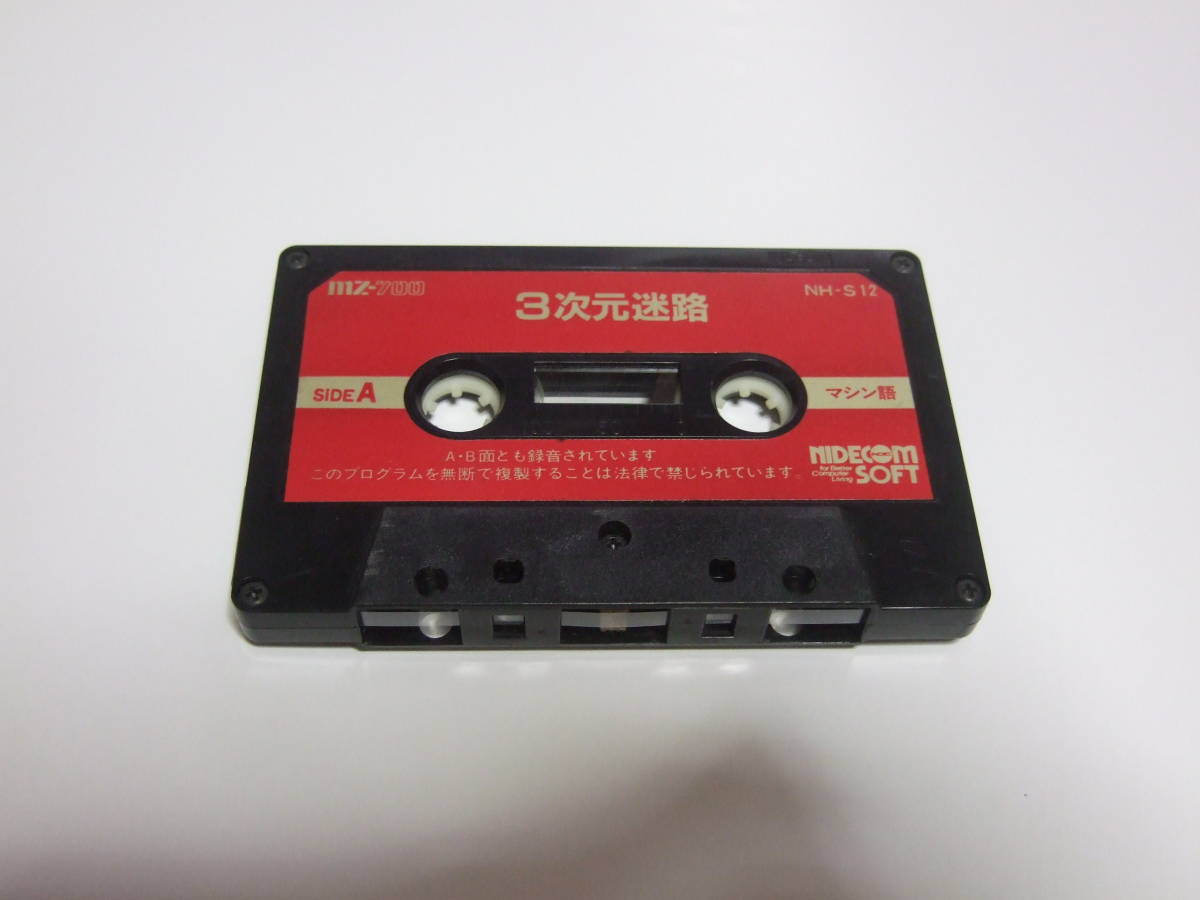 mz-700
3次元迷路
NH-S12
SIDE A
マシン語
A・B面とも録音されています
このプログラムを無断で複製することは法律で禁じられています。
NIDECOM
for Better
Computer
Living
SOFT